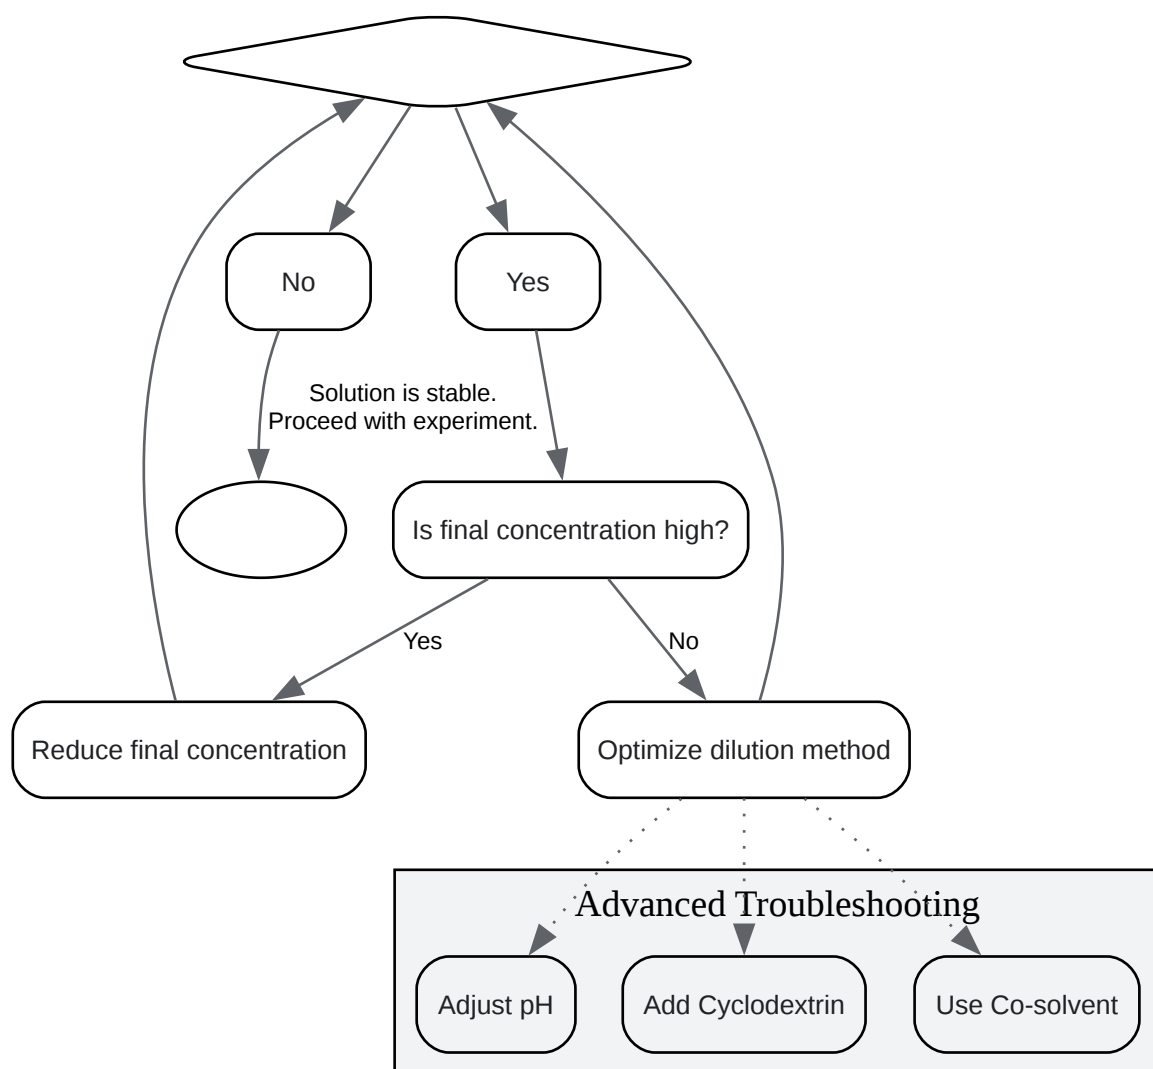 No
Yes
Solution is stable.
Proceed with experiment.
Is final concentration high?
Yes
No
Reduce final concentration
Optimize dilution method
Advanced Troubleshooting
Adjust pH
Add Cyclodextrin
Use Co-solvent